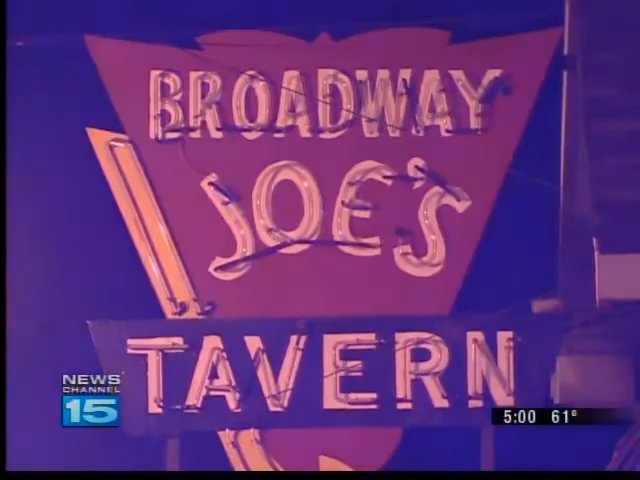 BROADWAY
JOE'S
TAVERN
NEWS
CHANNEL
15
5:00 61°